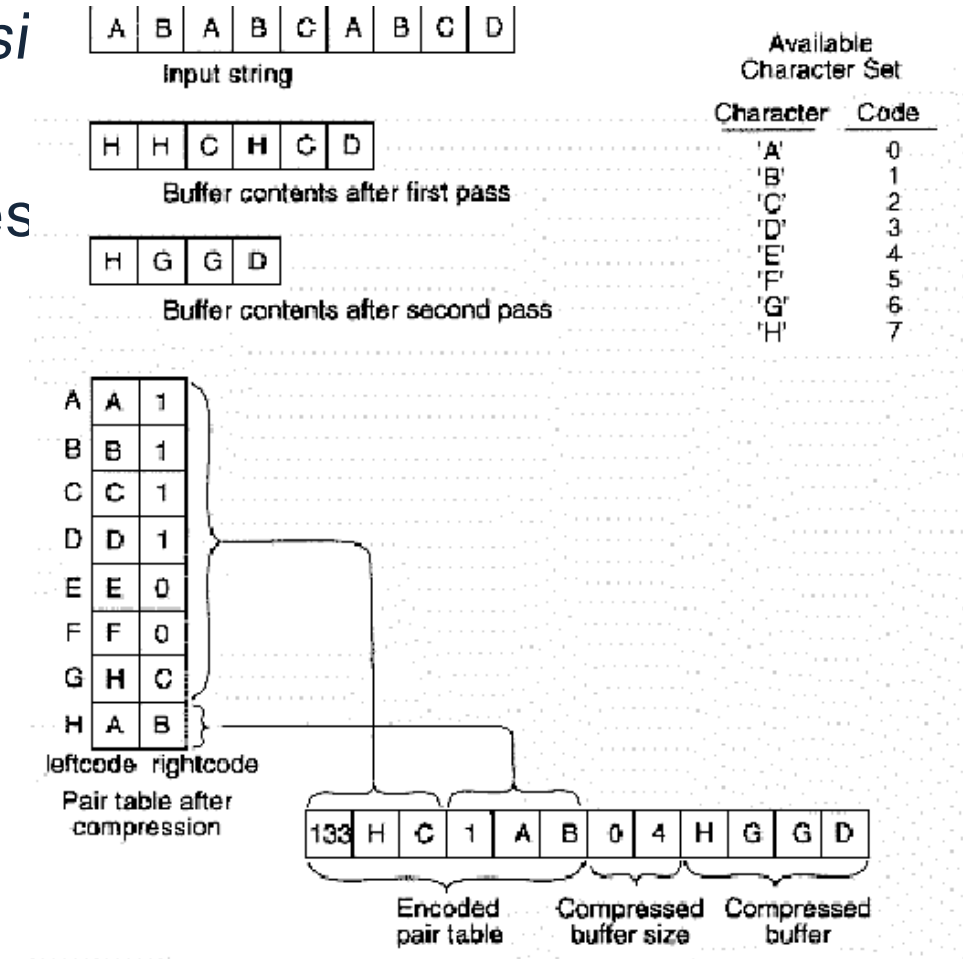 si
A B A B C A B C D
Input string
H H C H C D
Buffer contents after first pass
es
H G G D
Buffer contents after second pass
Available
Character Set
Character Code
'A' 0
'B' 1
'C' 2
'D' 3
'E' 4
'F' 5
'G' 6
'H' 7
A A 1
B B 1
C C 1
D D 1
E E 0
F F 0
G H C
H A B
leftcode rightcode
Pair table after
compression
133 H C 1 A B 0 4 H G G D
Encoded
pair table
Compressed
buffer size
Compressed
buffer